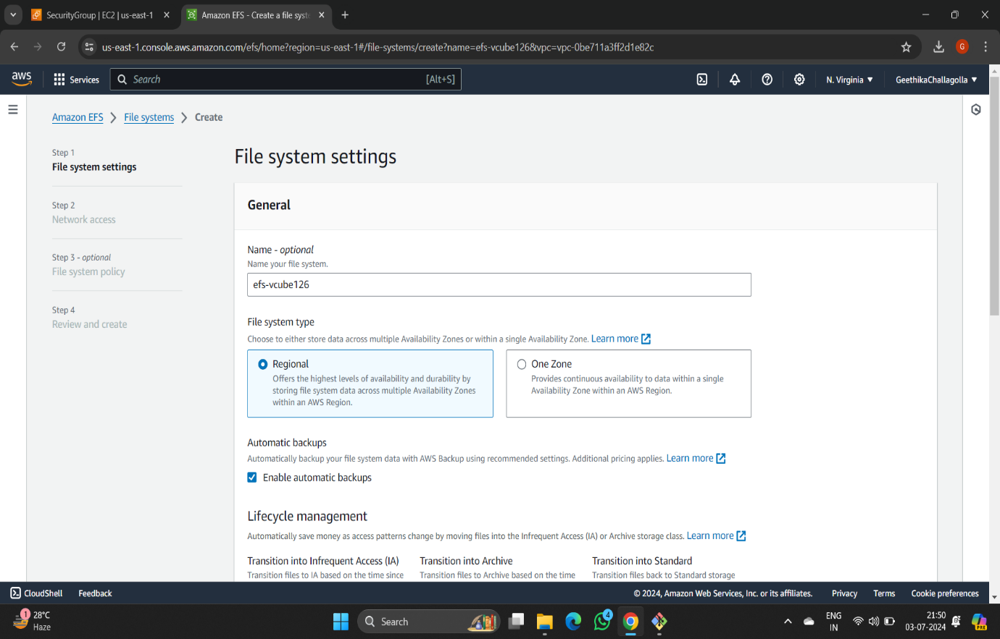 SecurityGroup | EC2 | us-east-1
Amazon EFS - Create a file syste
us-east-1.console.aws.amazon.com/efs/home?region=us-east-1#/file-systems/create?name=efs-vcube126&vpc=vpc-0be711a3ff2d1e82c
G
aws
Services
Search
[Alt+S]
N. Virginia
GeethikaChallagolla
Amazon EFS
File systems
Create
Step 1
File system settings
Step 2
Network access
Step 3 - optional
File system policy
Step 4
Review and create
File system settings
General
Name - optional
Name your file system.
efs-vcube126
File system type
Choose to either store data across multiple Availability Zones or within a single Availability Zone. Learn more
Regional
Offers the highest levels of availability and durability by
storing file system data across multiple Availability Zones
within an AWS Region.
One Zone
Provides continuous availability to data within a single
Availability Zone within an AWS Region.
Automatic backups
Automatically backup your file system data with AWS Backup using recommended settings. Additional pricing applies. Learn more
Enable automatic backups
Lifecycle management
Automatically save money as access patterns change by moving files into the Infrequent Access (IA) or Archive storage class. Learn more
Transition into Infrequent Access (IA)
Transition files to IA based on the time since
Transition into Archive
Transition files to Archive based on the time
Transition into Standard
Transition files back to Standard storage
CloudShell
Feedback
© 2024, Amazon Web Services, Inc. or its affiliates.
Privacy
Terms
Cookie preferences
1
28°C
Haze
Search
4
ENG
IN
21:50
03-07-2024
PRE